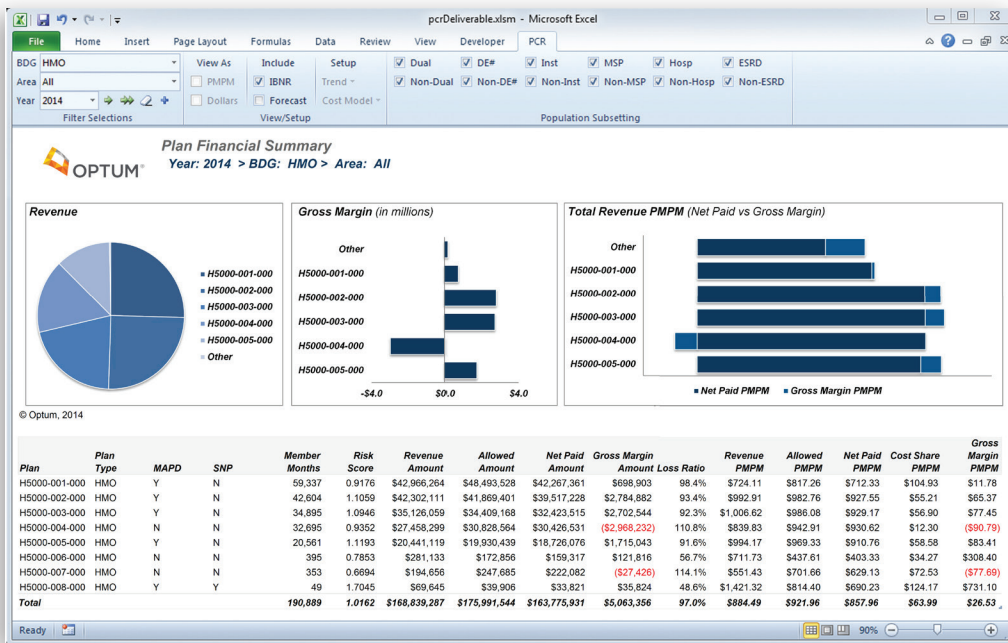 pcrDeliverable.xlsm - Microsoft Excel
File Home Insert Page Layout Formulas Data Review View Developer PCR
BDG HMO View As Include Setup Dual DE# Inst MSP Hosp ESRD
Area All PMPM IBNR Trend Non-Dual Non-DE# Non-Inst Non-MSP Non-Hosp Non-ESRD
Year 2014 Dollars Forecast Cost Model
Filter Selections View/Setup Population Subsetting
OPTUM®
Plan Financial Summary
Year: 2014 > BDG: HMO > Area: All
Revenue
H5000-001-000
H5000-002-000
H5000-003-000
H5000-004-000
H5000-005-000
Other
Gross Margin (in millions)
Other
H5000-001-000
H5000-002-000
H5000-003-000
H5000-004-000
H5000-005-000
-$4.0 $0.0 $4.0
Total Revenue PMPM (Net Paid vs Gross Margin)
Other
H5000-001-000
H5000-002-000
H5000-003-000
H5000-004-000
H5000-005-000
Net Paid PMPM Gross Margin PMPM
© Optum, 2014
Gross
Plan Member Risk Revenue Allowed Net Paid Gross Margin Revenue Allowed Net Paid Cost Share Margin
Plan Type MAPD SNP Months Score Amount Amount Amount Amount Loss Ratio PMPM PMPM PMPM PMPM PMPM
H5000-001-000 HMO Y N 59,337 0.9176 $42,966,264 $48,493,528 $42,267,361 $698,903 98.4% $724.11 $817.26 $712.33 $104.93 $11.78
H5000-002-000 HMO Y N 42,604 1.1059 $42,302,111 $41,869,401 $39,517,228 $2,784,882 93.4% $992.91 $982.76 $927.55 $55.21 $65.37
H5000-003-000 HMO Y N 34,895 1.0946 $35,126,059 $34,409,168 $32,423,515 $2,702,544 92.3% $1,006.62 $986.08 $929.17 $56.90 $77.45
H5000-004-000 HMO N N 32,695 0.9352 $27,458,299 $30,828,564 $30,426,531 ($2,968,232) 110.8% $839.83 $942.91 $930.62 $12.30 ($90.79)
H5000-005-000 HMO Y N 20,561 1.1193 $20,441,119 $19,930,439 $18,726,076 $1,715,043 91.6% $994.17 $969.33 $910.76 $58.58 $83.41
H5000-006-000 HMO N N 395 0.7853 $281,133 $172,856 $159,317 $121,816 56.7% $711.73 $437.61 $403.33 $34.27 $308.40
H5000-007-000 HMO N N 353 0.6694 $194,656 $247,685 $222,082 ($27,426) 114.1% $551.43 $701.66 $629.13 $72.53 ($77.69)
H5000-008-000 HMO Y Y 49 1.7045 $69,645 $39,906 $33,821 $35,824 48.6% $1,421.32 $814.40 $690.23 $124.17 $731.10
Total 190,889 1.0162 $168,839,287 $175,991,544 $163,775,931 $5,063,356 97.0% $884.49 $921.96 $857.96 $63.99 $26.53
Ready 90%